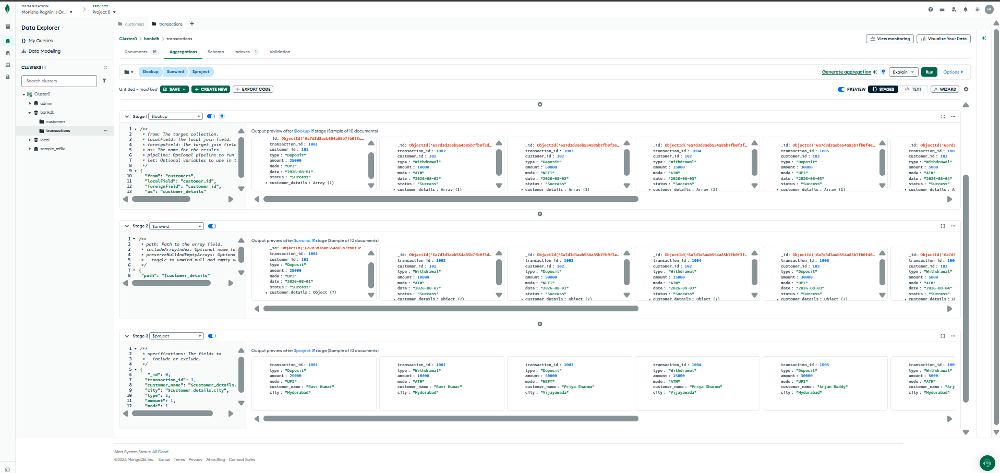 ORGANIZATION
Monisha Raghini's Or...
PROJECT
Project 0
MR
Data Explorer
My Queries
Data Modeling
CLUSTERS (1)
Search clusters
Cluster0
admin
bankdb
customers
transactions
local
sample_mflix
customers
transactions
Cluster0 > bankdb > transactions
View monitoring
Visualize Your Data
Documents 15
Aggregations
Schema
Indexes 1
Validation
$lookup
$unwind
$project
Generate aggregation
Explain
Run
Options
Untitled – modified
SAVE
+ CREATE NEW
</> EXPORT CODE
PREVIEW
{} STAGES
</> TEXT
WIZARD
Stage 1 $lookup
1 /**
2 * from: The target collection.
3 * localField: The local join field.
4 * foreignField: The target join field
5 * as: The name for the results.
6 * pipeline: Optional pipeline to run
7 * let: Optional variables to use in t
8 */
9 {
10 "from": "customers",
11 "localField": "customer_id",
12 "foreignField": "customer_id",
13 "as": "customer_details"
Output preview after $lookup stage (Sample of 10 documents)
_id: ObjectId('6a7d3d3aeb554a85b7fb0f3c…
transaction_id : 1001
customer_id : 101
type : "Deposit"
amount : 25000
mode : "UPI"
date : "2026-08-01"
status : "Success"
customer_details : Array (1)
_id: ObjectId('6a7d3d3aeb554a85b7fb0f3d…
transaction_id : 1002
customer_id : 101
type : "Withdrawal"
amount : 10000
mode : "ATM"
date : "2026-08-02"
status : "Success"
customer_details : Array (1)
_id: ObjectId('6a7d3d3aeb554a85b7fb0f3e…
transaction_id : 1003
customer_id : 102
type : "Deposit"
amount : 50000
mode : "NEFT"
date : "2026-08-02"
status : "Success"
customer_details : Array (1)
_id: ObjectId('6a7d3d3aeb554a85b7fb0f3f…
transaction_id : 1004
customer_id : 102
type : "Withdrawal"
amount : 15000
mode : "ATM"
date : "2026-08-03"
status : "Success"
customer_details : Array (1)
_id: ObjectId('6a7d3d3aeb554a85b7fb0f40…
transaction_id : 1005
customer_id : 103
type : "Deposit"
amount : 30000
mode : "UPI"
date : "2026-08-03"
status : "Success"
customer_details : Array (1)
_id: ObjectId('6a7d3
transaction_id : 100
customer_id : 103
type : "Withdrawal"
amount : 5000
mode : "ATM"
date : "2026-08-04"
status : "Success"
customer_details : A
Stage 2 $unwind
1 /**
2 * path: Path to the array field.
3 * includeArrayIndex: Optional name for
4 * preserveNullAndEmptyArrays: Optional
5 toggle to unwind null and empty va
6 */
7 {
8 "path": "$customer_details"
Output preview after $unwind stage (Sample of 10 documents)
_id: ObjectId('6a7d3d3aeb554a85b7fb0f3c…
transaction_id : 1001
customer_id : 101
type : "Deposit"
amount : 25000
mode : "UPI"
date : "2026-08-01"
status : "Success"
customer_details : Object (7)
_id: ObjectId('6a7d3d3aeb554a85b7fb0f3d…
transaction_id : 1002
customer_id : 101
type : "Withdrawal"
amount : 10000
mode : "ATM"
date : "2026-08-02"
status : "Success"
customer_details : Object (7)
_id: ObjectId('6a7d3d3aeb554a85b7fb0f3e…
transaction_id : 1003
customer_id : 102
type : "Deposit"
amount : 50000
mode : "NEFT"
date : "2026-08-02"
status : "Success"
customer_details : Object (7)
_id: ObjectId('6a7d3d3aeb554a85b7fb0f3f…
transaction_id : 1004
customer_id : 102
type : "Withdrawal"
amount : 15000
mode : "ATM"
date : "2026-08-03"
status : "Success"
customer_details : Object (7)
_id: ObjectId('6a7d3d3aeb554a85b7fb0f40…
transaction_id : 1005
customer_id : 103
type : "Deposit"
amount : 30000
mode : "UPI"
date : "2026-08-03"
status : "Success"
customer_details : Object (7)
_id: ObjectId('6a7d3
transaction_id : 100
customer_id : 103
type : "Withdrawal"
amount : 5000
mode : "ATM"
date : "2026-08-04"
status : "Success"
customer_details : Ob
Stage 3 $project
1 /**
2 * specifications: The fields to
3 * include or exclude.
4 */
5 {
6 "_id": 0,
7 "transaction_id": 1,
8 "customer_name": "$customer_details.
9 "city": "$customer_details.city",
10 "type": 1,
11 "amount": 1,
12 "mode": 1
Output preview after $project stage (Sample of 10 documents)
transaction_id : 1001
type : "Deposit"
amount : 25000
mode : "UPI"
customer_name : "Ravi Kumar"
city : "Hyderabad"
transaction_id : 1002
type : "Withdrawal"
amount : 10000
mode : "ATM"
customer_name : "Ravi Kumar"
city : "Hyderabad"
transaction_id : 1003
type : "Deposit"
amount : 50000
mode : "NEFT"
customer_name : "Priya Sharma"
city : "Vijayawada"
transaction_id : 1004
type : "Withdrawal"
amount : 15000
mode : "ATM"
customer_name : "Priya Sharma"
city : "Vijayawada"
transaction_id : 1005
type : "Deposit"
amount : 30000
mode : "UPI"
customer_name : "Arjun Reddy"
city : "Hyderabad"
transaction_id : 100
type : "Withdrawal"
amount : 5000
mode : "ATM"
customer_name : "Arj
city : "Hyderabad"
Alert System Status: All Good
©2026 MongoDB, Inc. Status Terms Privacy Atlas Blog Contact Sales